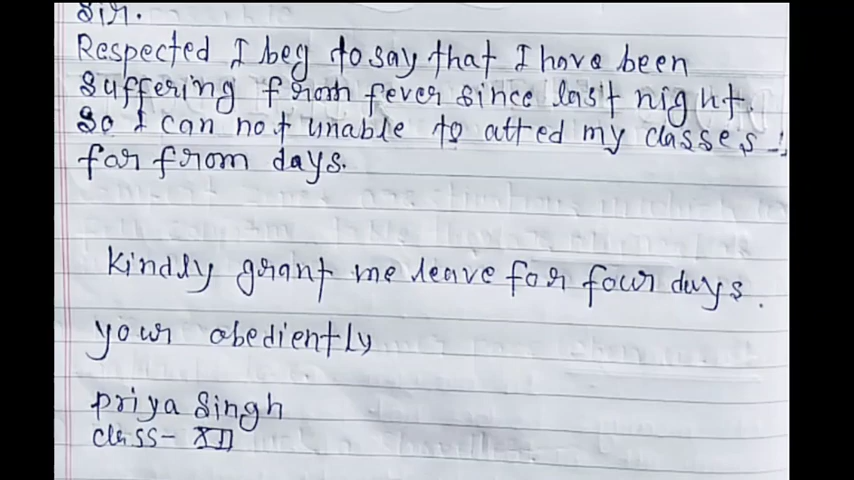 Sir.
Respected I beg to say that I have been
suffering from fever since last night.
So I can not unable to atted my classes
for from days.
Kindly grant me leave for four days.
your obediently
priya Singh
class- XII